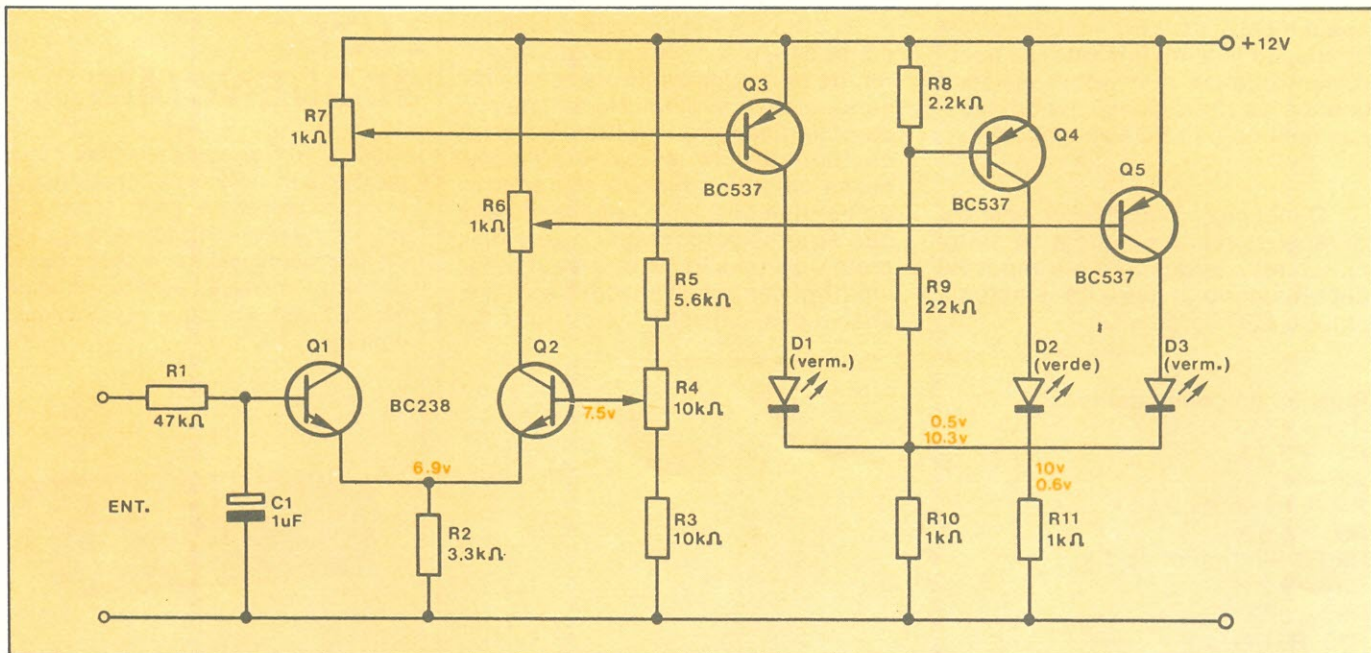 +12V
Q3
R8
2.2kΩ
R7
1kΩ
Q4
BC537
Q5
R6
1kΩ
BC537
BC537
R5
5.6kΩ
R9
22kΩ
Q1
Q2
D1
(verm.)
D2
(verde)
D3
(verm.)
R1
47kΩ
BC238
7.5v
R4
10kΩ
0.5v
10.3v
6.9v
10v
0.6v
ENT.
C1
1uF
R2
3.3kΩ
R3
10kΩ
R10
1kΩ
R11
1kΩ